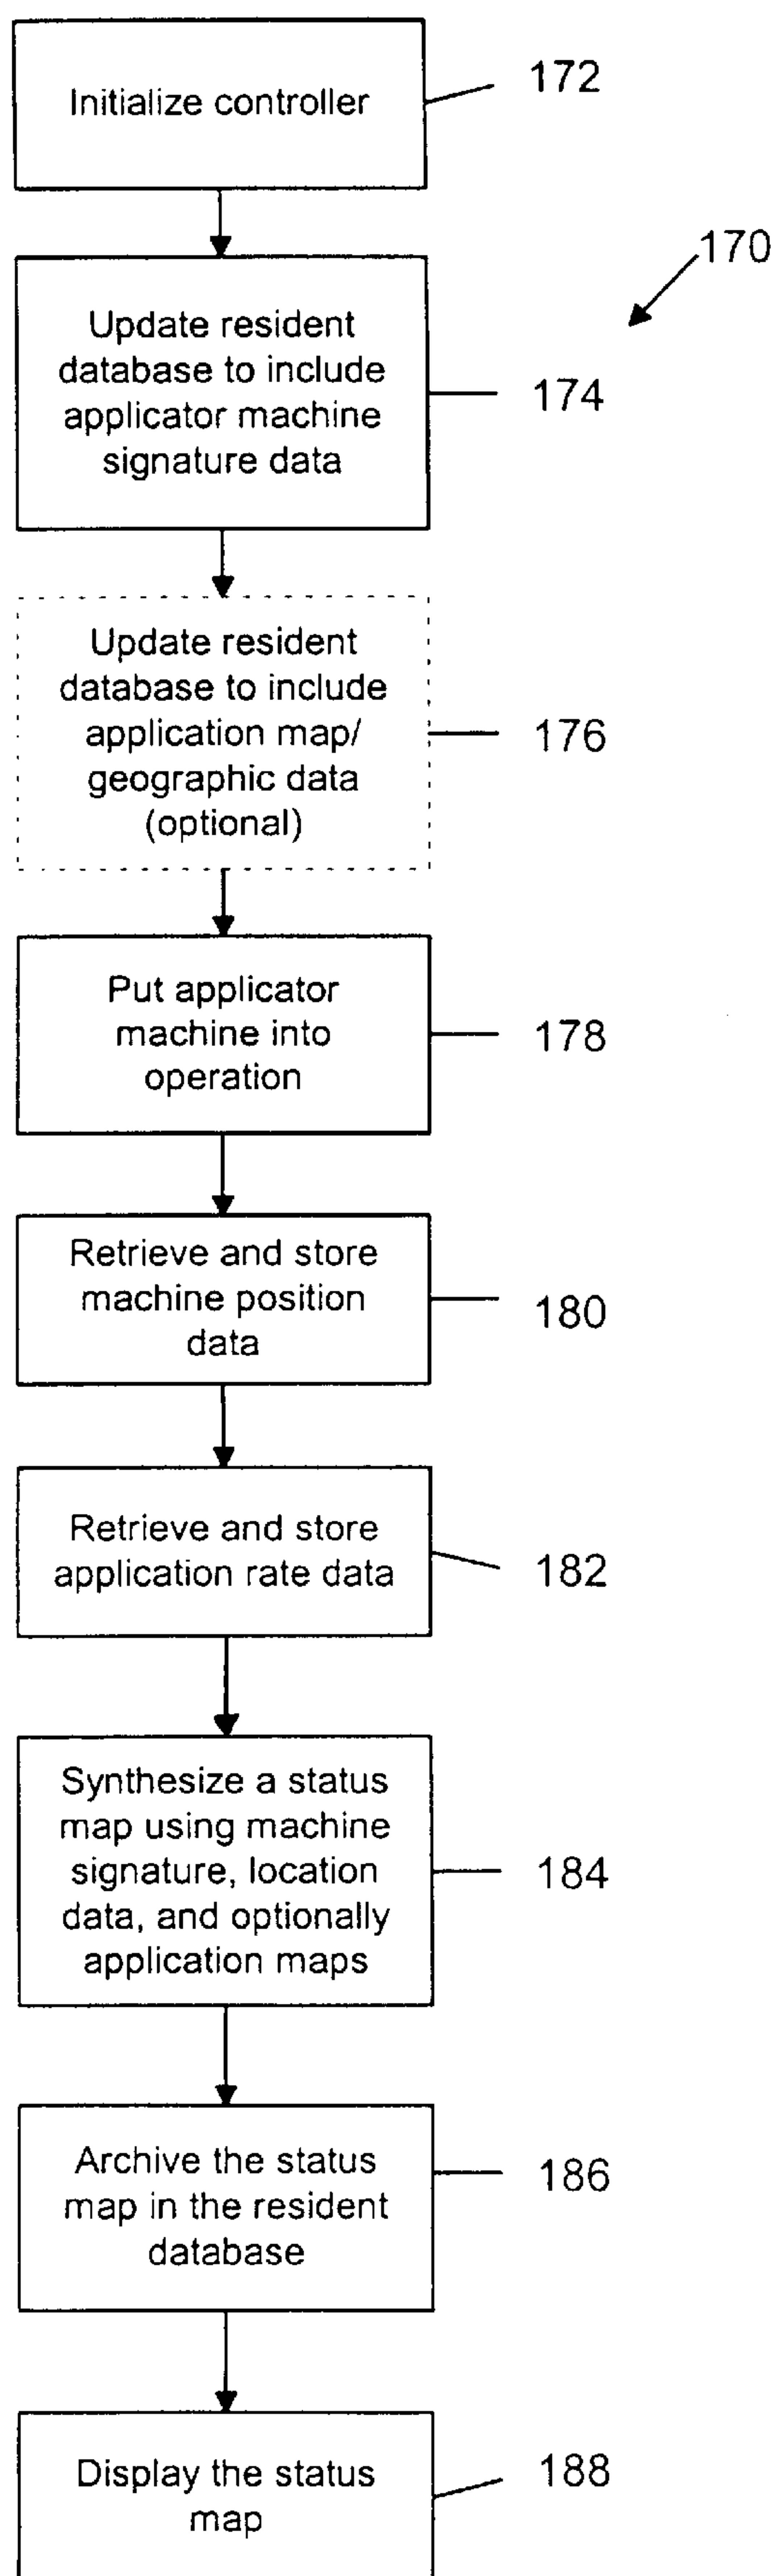 Initialize controller
172
170
Update resident
database to include
applicator machine
signature data
174
Update resident
database to include
application map/
geographic data
(optional)
176
Put applicator
machine into
operation
178
Retrieve and store
machine position
data
180
Retrieve and store
application rate data
182
Synthesize a status
map using machine
signature, location
data, and optionally
application maps
184
Archive the status
map in the resident
database
186
Display the status
map
188